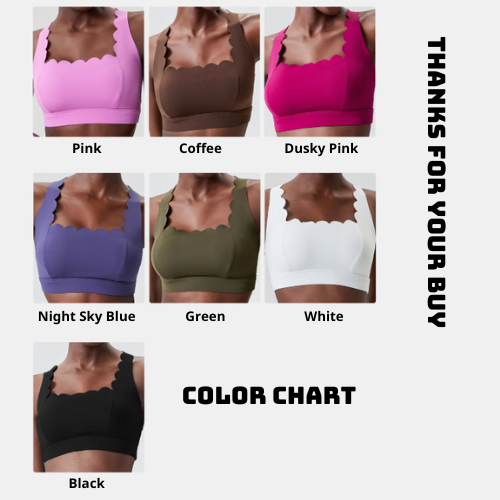 Pink
Coffee
Dusky Pink
THANKS FOR YOUR BUY
Night Sky Blue
Green
White
COLOR CHART
Black